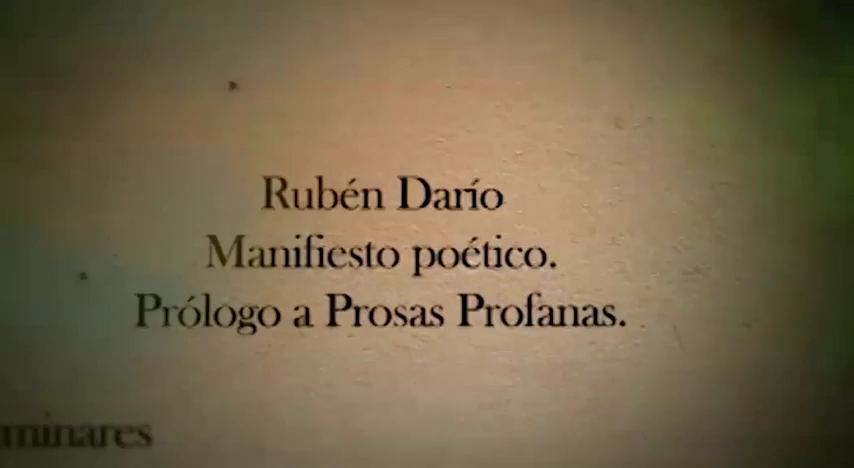 Rubén Darío
Manifiesto poético.
Prólogo a Prosas Profanas.
minares